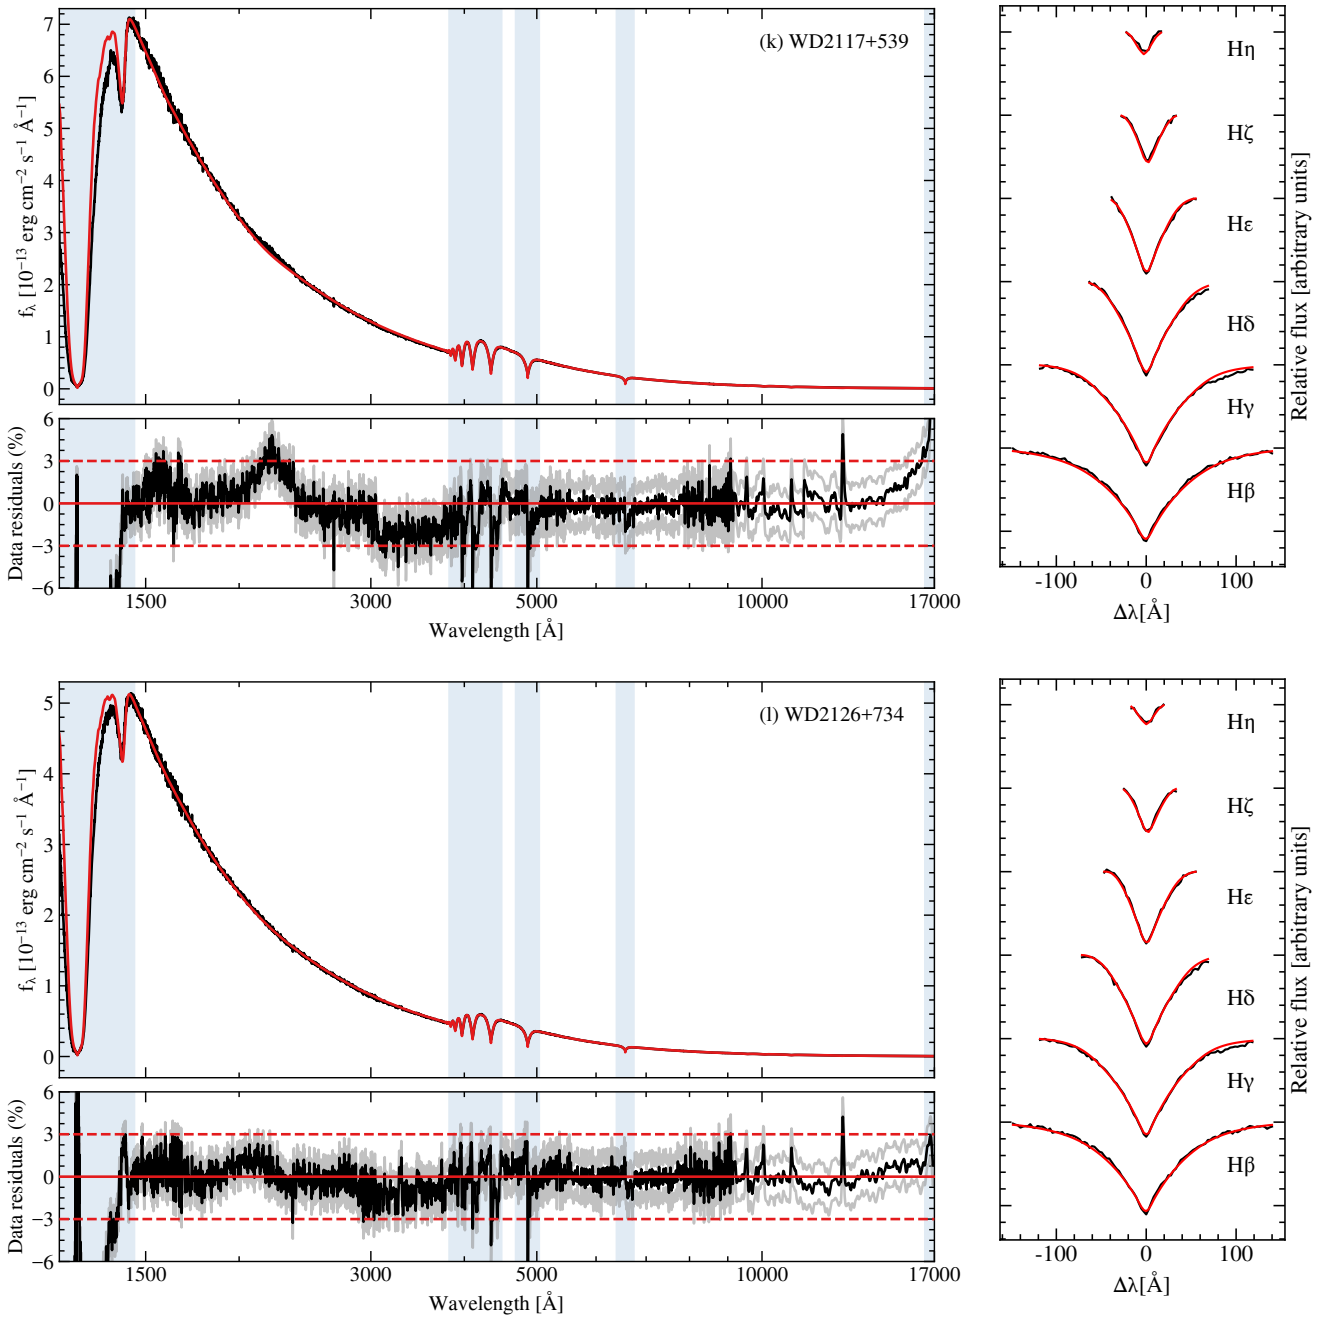 (k) WD2117+539
7
6
5
4
3
2
1
0
fλ [10⁻¹³ erg cm⁻² s⁻¹ Å⁻¹]
6
3
0
−3
−6
Data residuals (%)
1500 3000 5000 10000 17000
Wavelength [Å]
Hη
Hζ
Hε
Hδ
Hγ
Hβ
Relative flux [arbitrary units]
-100 0 100
Δλ[Å]
(l) WD2126+734
5
4
3
2
1
0
fλ [10⁻¹³ erg cm⁻² s⁻¹ Å⁻¹]
6
3
0
−3
−6
Data residuals (%)
1500 3000 5000 10000 17000
Wavelength [Å]
Hη
Hζ
Hε
Hδ
Hγ
Hβ
Relative flux [arbitrary units]
-100 0 100
Δλ[Å]